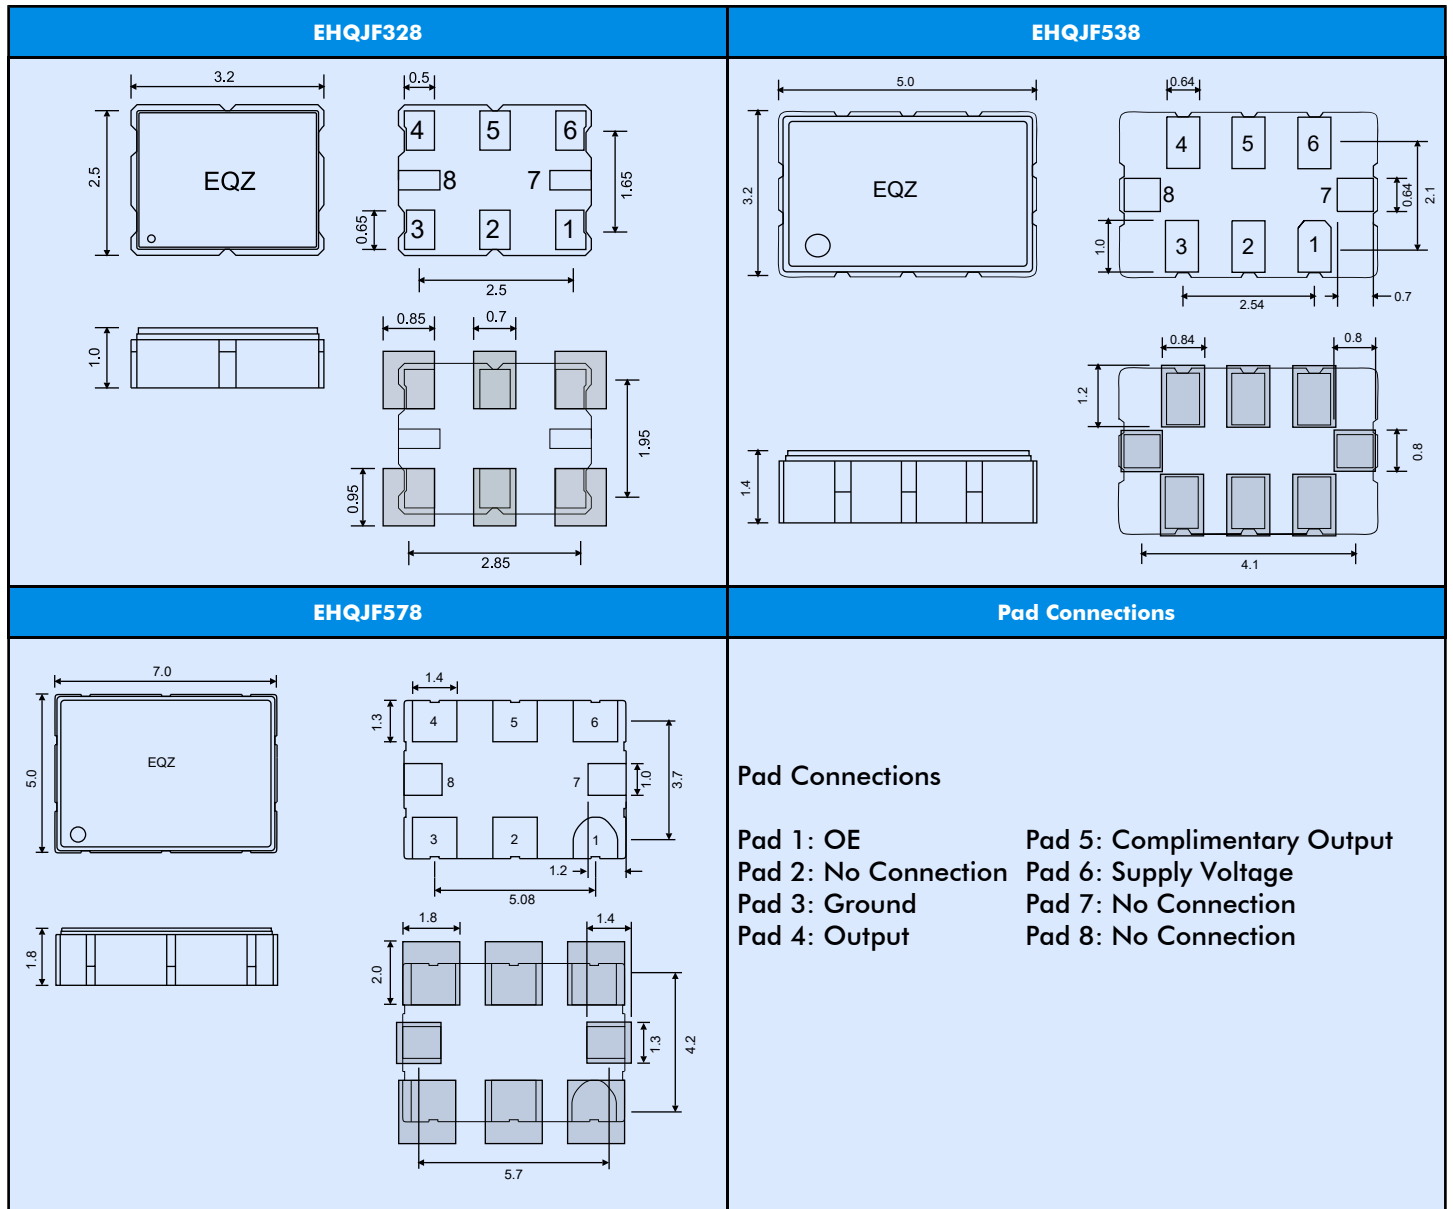 EHQJF328
EHQJF538
3.2
0.5
2.5
EQZ
4 5 6
8 7
3 2 1
0.65
1.65
2.5
1.0
0.85
0.7
0.95
1.95
2.85
5.0
0.64
3.2
EQZ
4 5 6
8 7
3 2 1
1.0
0.64
2.1
2.54
0.7
1.4
0.84
0.8
1.2
0.8
4.1
EHQJF578
Pad Connections
7.0
1.4
5.0
EQZ
1.3
4 5 6
8 7
3 2 1
1.0
3.7
1.2
5.08
1.8
1.8
1.4
2.0
1.3
4.2
5.7
Pad Connections
Pad 1: OE
Pad 2: No Connection
Pad 3: Ground
Pad 4: Output
Pad 5: Complimentary Output
Pad 6: Supply Voltage
Pad 7: No Connection
Pad 8: No Connection